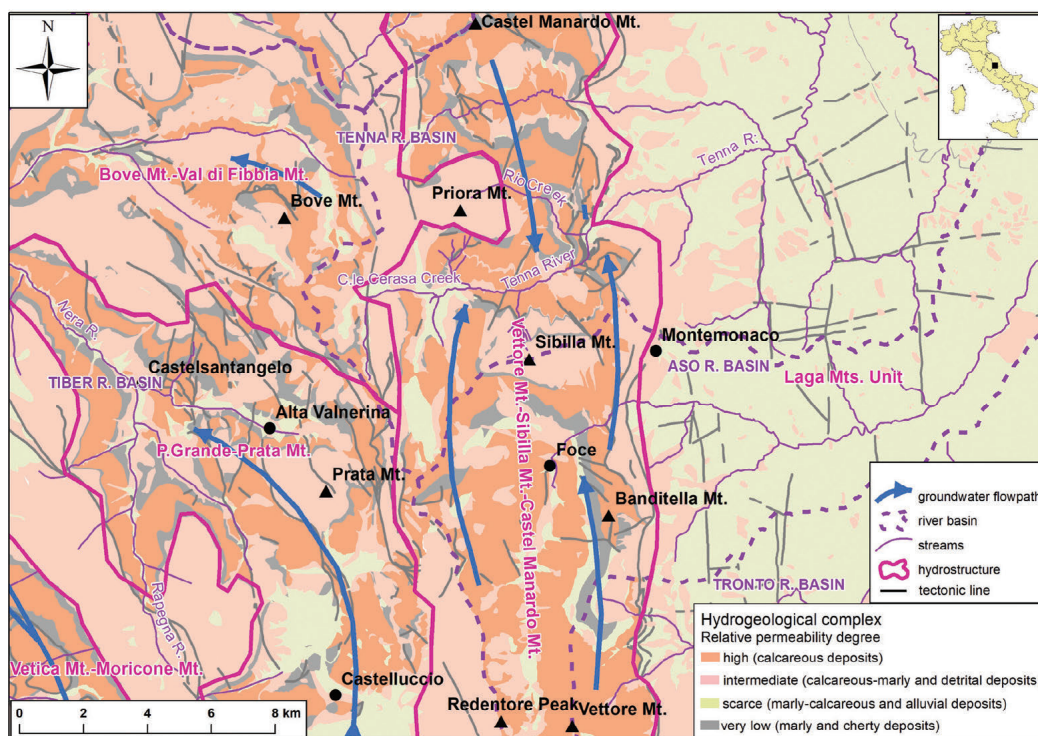 N
Castel Manardo Mt.
TENNA R. BASIN
Tenna R.
Bove Mt.-Val di Fibbia Mt.
Rio Creek
Priora Mt.
Bove Mt.
C.le Cerasa Creek
Tenna River
Nera R.
Vettore Mt.-Sibilla Mt.-Castel Manardo Mt.
Sibilla Mt.
Montemonaco
ASO R. BASIN
Castelsantangelo
TIBER R. BASIN
Laga Mts. Unit
Alta Valnerina
P.Grande-Prata Mt.
Foce
Prata Mt.
Banditella Mt.
TRONTO R. BASIN
Rapegna R.
Vetica Mt.-Moricone Mt.
Castelluccio
Redentore Peak
Vettore Mt.
0 2 4 6 8 km
groundwater flowpath
river basin
streams
hydrostructure
tectonic line
Hydrogeological complex
Relative permeability degree
high (calcareous deposits)
intermediate (calcareous-marly and detrital deposits
scarce (marly-calcareous and alluvial deposits)
very low (marly and cherty deposits)